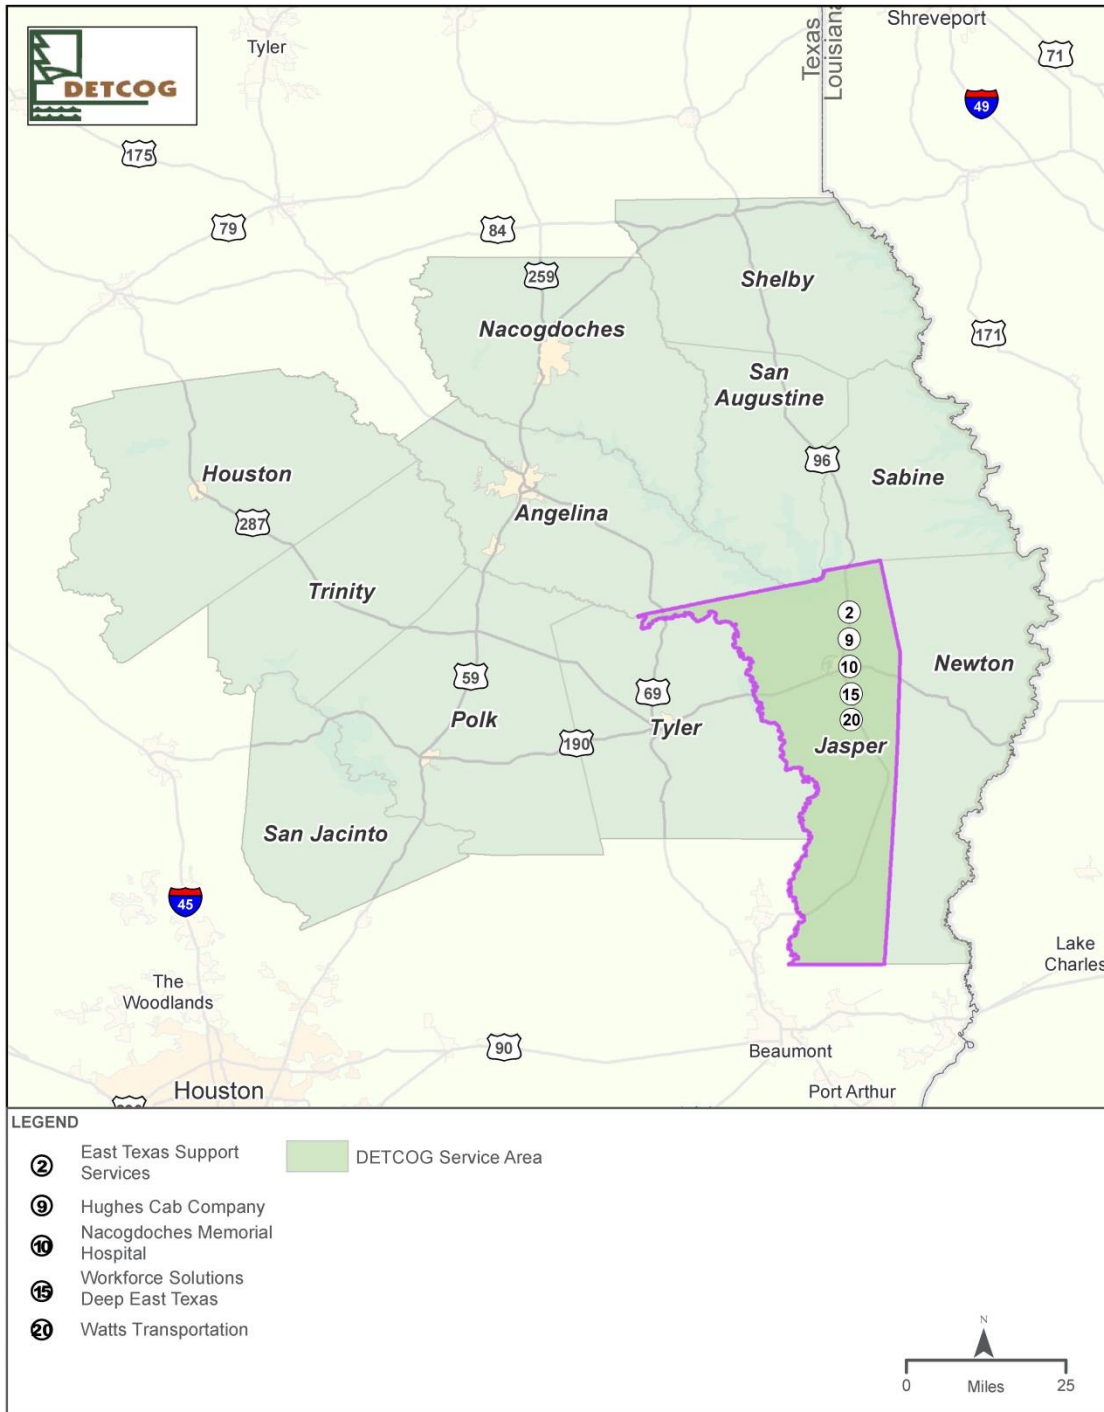 Shreveport
Tyler
Texas
Louisiana
71
DETCOG
49
175
79
84
259
Shelby
Nacogdoches
171
San
Augustine
96
Houston
Sabine
Angelina
287
Trinity
2
9
Newton
10
59
69
15
Polk
Tyler
20
190
Jasper
San Jacinto
45
Lake
Charles
The
Woodlands
90
Beaumont
Houston
Port Arthur
LEGEND
2 East Texas Support
Services
DETCOG Service Area
9 Hughes Cab Company
10 Nacogdoches Memorial
Hospital
15 Workforce Solutions
Deep East Texas
20 Watts Transportation
N
0 Miles 25